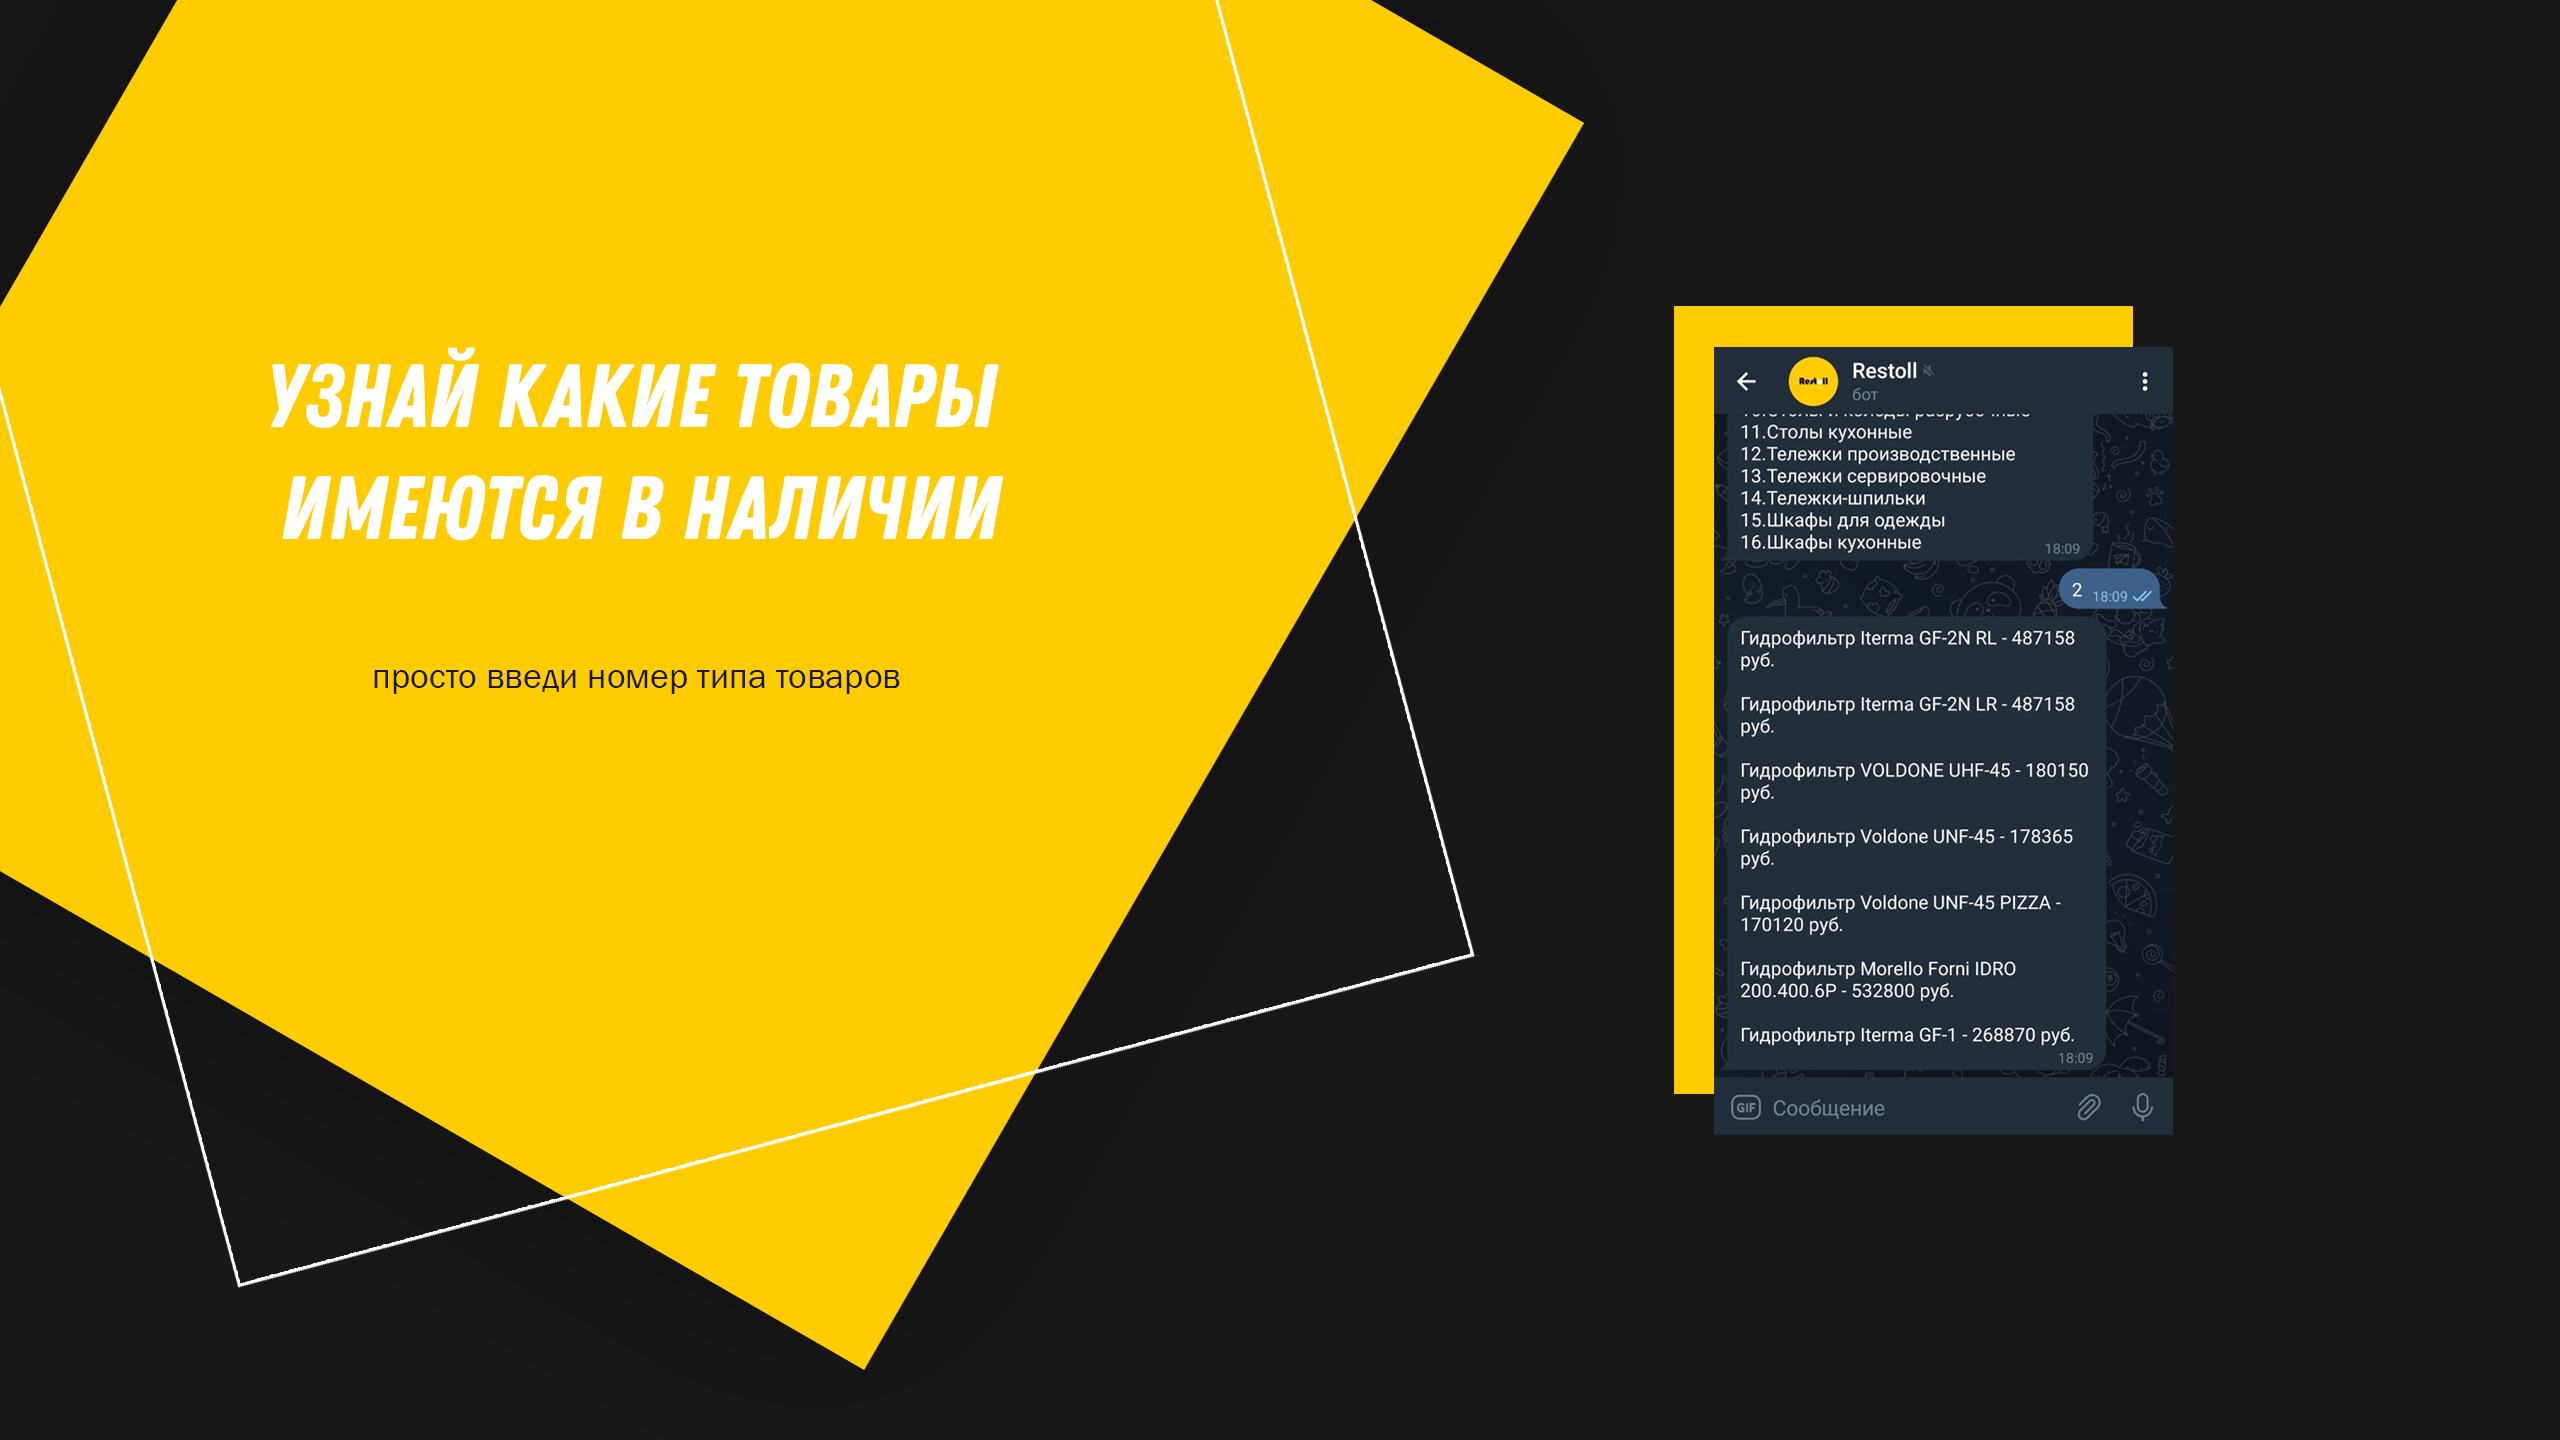 УЗНАЙ КАКИЕ ТОВАРЫ
ИМЕЮТСЯ В НАЛИЧИИ
просто введи номер типа товаров
Restoll
Restoll
бот
11.Столы кухонные
12.Тележки производственные
13.Тележки сервировочные
14.Тележки-шпильки
15.Шкафы для одежды
16.Шкафы кухонные
18:09
2 18:09
Гидрофильтр Iterma GF-2N RL - 487158
руб.
Гидрофильтр Iterma GF-2N LR - 487158
руб.
Гидрофильтр VOLDONE UHF-45 - 180150
руб.
Гидрофильтр Voldone UNF-45 - 178365
руб.
Гидрофильтр Voldone UNF-45 PIZZA -
170120 руб.
Гидрофильтр Morello Forni IDRO
200.400.6P - 532800 руб.
Гидрофильтр Iterma GF-1 - 268870 руб.
18:09
GIF Сообщение